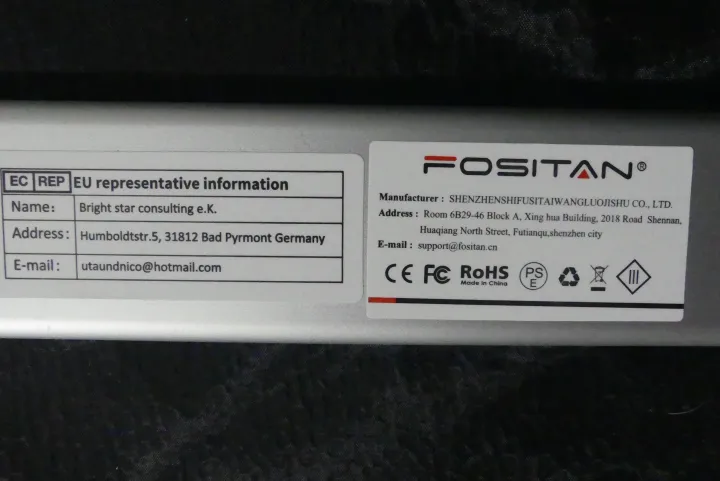 EC REP EU representative information
Name: Bright star consulting e.K.
Address: Humboldtstr.5, 31812 Bad Pyrmont Germany
E-mail: utaundnico@hotmail.com
FOSITAN®
Manufacturer : SHENZHENSHIFUSITAIWANGLUOJISHU CO., LTD.
Address : Room 6B29-46 Block A, Xing hua Building, 2018 Road Shennan,
Huaqiang North Street, Futianqu,shenzhen city
E-mail : support@fositan.cn
CE FC RoHS PS E III
Made in China